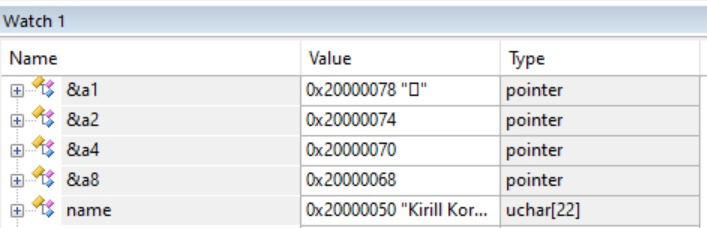 Watch 1
Name Value Type
&a1 0x20000078 "▯" pointer
&a2 0x20000074 pointer
&a4 0x20000070 pointer
&a8 0x20000068 pointer
name 0x20000050 "Kirill Kor... uchar[22]